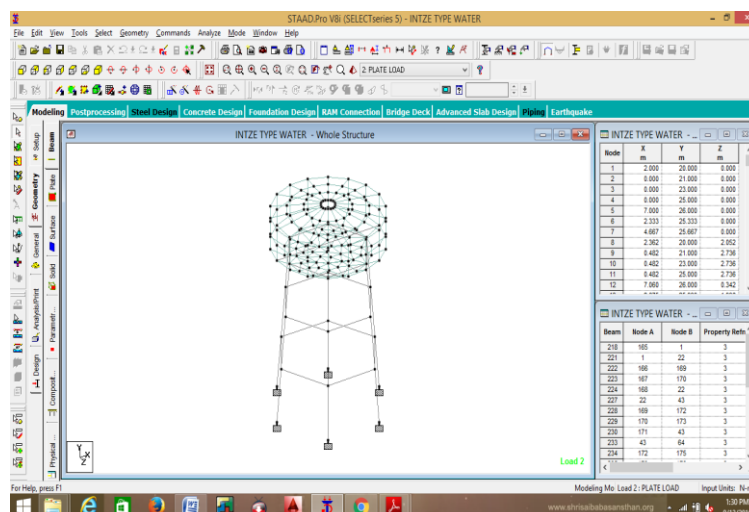 STAAD.Pro V8i (SELECTseries 5) - INTZE TYPE WATER
File Edit View Tools Select Geometry Commands Analyze Mode Window Help
2 PLATE LOAD
Modeling Postprocessing Steel Design Concrete Design Foundation Design RAM Connection Bridge Deck Advanced Slab Design Piping Earthquake
Setup
Geometry
General
Analysis/Print
Design
Beam
Plate
Surface
Solid
Parametr...
Composit...
Physical ...
INTZE TYPE WATER - Whole Structure
Y
X
Z
Load 2
INTZE TYPE WATER - ...
Node X m Y m Z m
1 2.000 20.000 0.000
2 0.000 21.000 0.000
3 0.000 23.000 0.000
4 0.000 25.000 0.000
5 7.000 26.000 0.000
6 2.333 25.333 0.000
7 4.667 25.667 0.000
8 2.362 20.000 2.052
9 0.482 21.000 2.736
10 0.482 23.000 2.736
11 0.482 25.000 2.736
12 7.060 26.000 0.342
INTZE TYPE WATER - ...
Beam Node A Node B Property Refn
218 165 1 3
221 1 22 3
222 166 169 3
223 167 170 3
224 168 22 3
227 22 43 3
228 169 172 3
229 170 173 3
230 171 43 3
233 43 64 3
234 172 175 3
For Help, press F1
Modeling Mo Load 2 : PLATE LOAD Input Units: N-
www.shrisaibabasansthan.org
1:30 PM